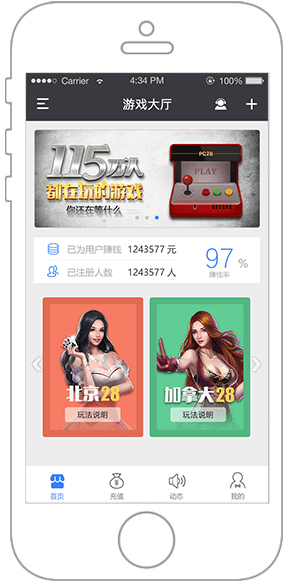 Carrier 4:34 PM 100%
游戏大厅
115万人
都在玩的游戏
你还在等什么
PC28
PLAY
已为用户赚钱 1243577 元
已注册人数 1243577 人
97 %
赚钱率
北京28
玩法说明
加拿大28
玩法说明
首页 充值 动态 我的